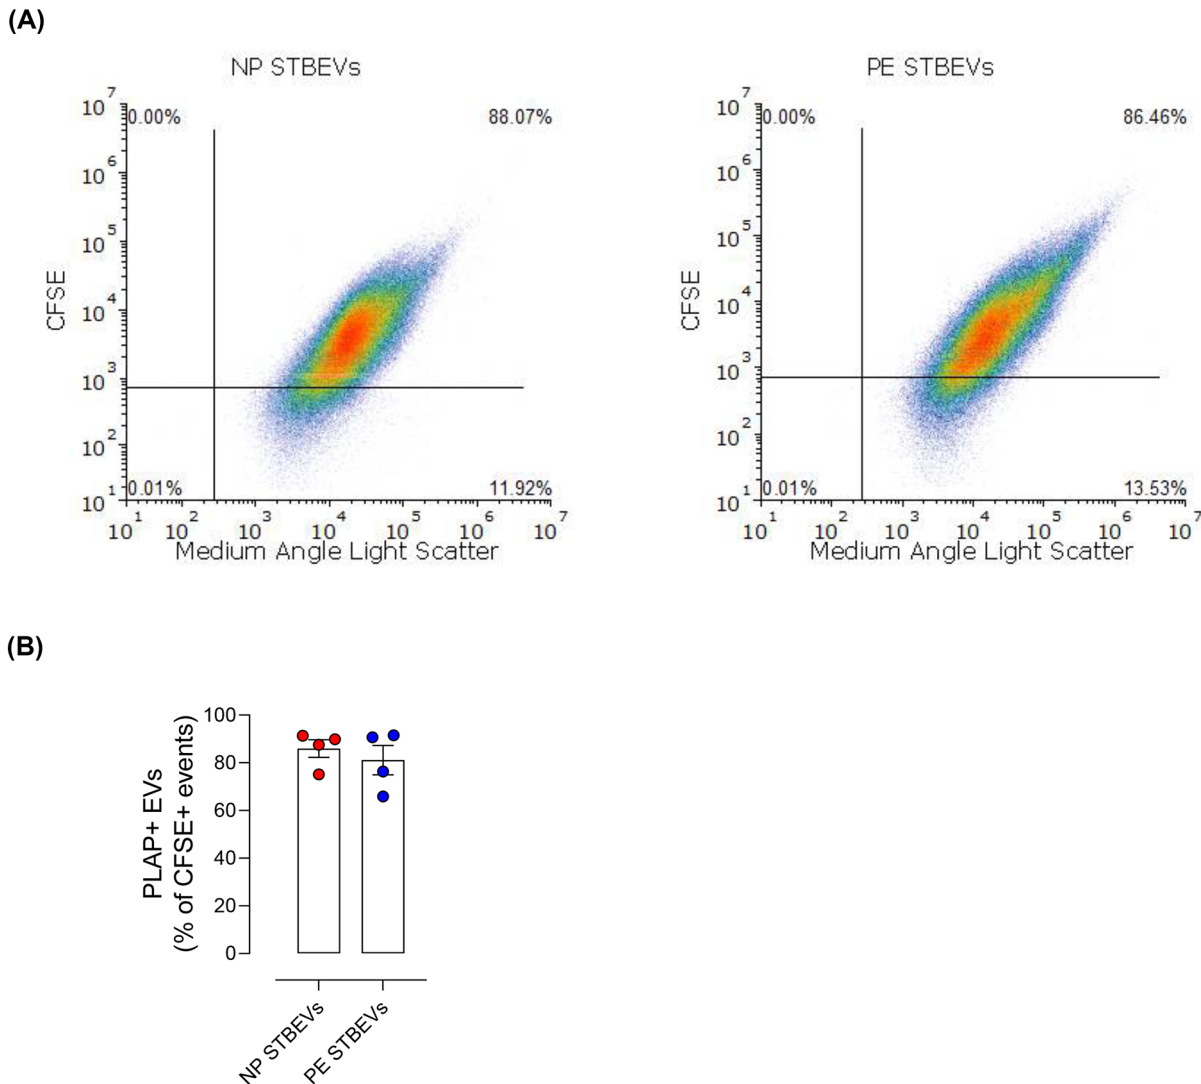 (A)
NP STBEVs
PE STBEVs
10^7
0.00%
88.07%
10^6
10^5
CFSE
10^4
10^3
10^2
10^1
0.01%
11.92%
10^1 10^2 10^3 10^4 10^5 10^6 10^7
Medium Angle Light Scatter
10^7
0.00%
86.46%
10^6
10^5
CFSE
10^4
10^3
10^2
10^1
0.01%
13.53%
10^1 10^2 10^3 10^4 10^5 10^6 10^7
Medium Angle Light Scatter
(B)
PLAP+ EVs
(% of CFSE+ events)
100
80
60
40
20
0
NP STBEVs
PE STBEVs